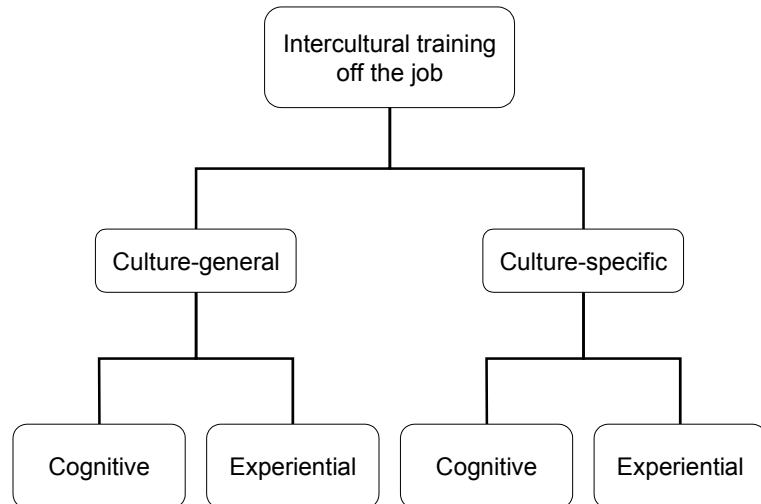 Intercultural training
off the job
Culture-general
Culture-specific
Cognitive
Experiential
Cognitive
Experiential